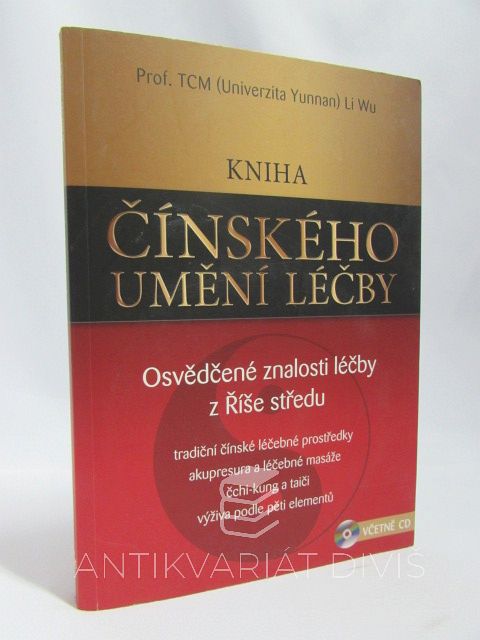 Prof. TCM (Univerzita Yunnan) Li Wu
KNIHA
ČÍNSKÉHO
UMĚNÍ LÉČBY
Osvědčené znalosti léčby
z Říše středu
tradiční čínské léčebné prostředky
akupresura a léčebné masáže
čchi-kung a taiči
výživa podle pěti elementů
VČETNĚ CD
ANTIKVARIÁT DIVIŠ